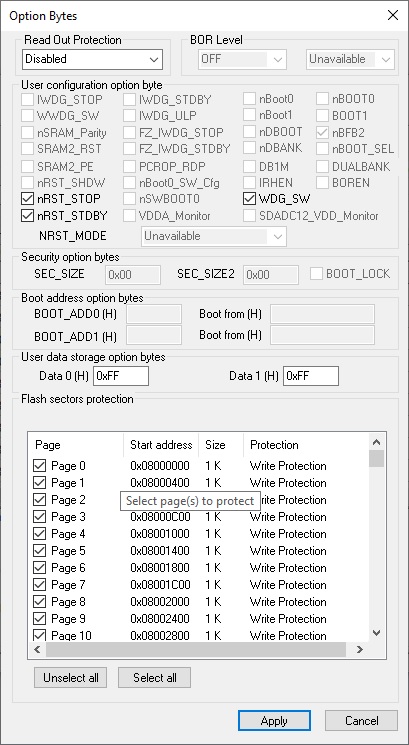 Option Bytes
Read Out Protection
BOR Level
Disabled
OFF
Unavailable
User configuration option byte
IWDG_STOP IWDG_STDBY nBoot0 nBOOT0
WWDG_SW IWDG_ULP nBoot1 BOOT1
nSRAM_Parity FZ_IWDG_STOP nDBOOT nBFB2
SRAM2_RST FZ_IWDG_STDBY nDBANK nBOOT_SEL
SRAM2_PE PCROP_RDP DB1M DUALBANK
nRST_SHDW nBoot0_SW_Cfg IRHEN BOREN
nRST_STOP nSWBOOT0 WDG_SW
nRST_STDBY VDDA_Monitor SDADC12_VDD_Monitor
NRST_MODE Unavailable
Security option bytes
SEC_SIZE 0x00 SEC_SIZE2 0x00 BOOT_LOCK
Boot address option bytes
BOOT_ADD0 (H) Boot from (H)
BOOT_ADD1 (H) Boot from (H)
User data storage option bytes
Data 0 (H) 0xFF Data 1 (H) 0xFF
Flash sectors protection
Page Start address Size Protection
Page 0 0x08000000 1 K Write Protection
Page 1 0x08000400 1 K Write Protection
Page 2 Write Protection
Select page(s) to protect
Page 3 0x08000C00 1 K Write Protection
Page 4 0x08001000 1 K Write Protection
Page 5 0x08001400 1 K Write Protection
Page 6 0x08001800 1 K Write Protection
Page 7 0x08001C00 1 K Write Protection
Page 8 0x08002000 1 K Write Protection
Page 9 0x08002400 1 K Write Protection
Page 10 0x08002800 1 K Write Protection
Unselect all Select all
Apply Cancel